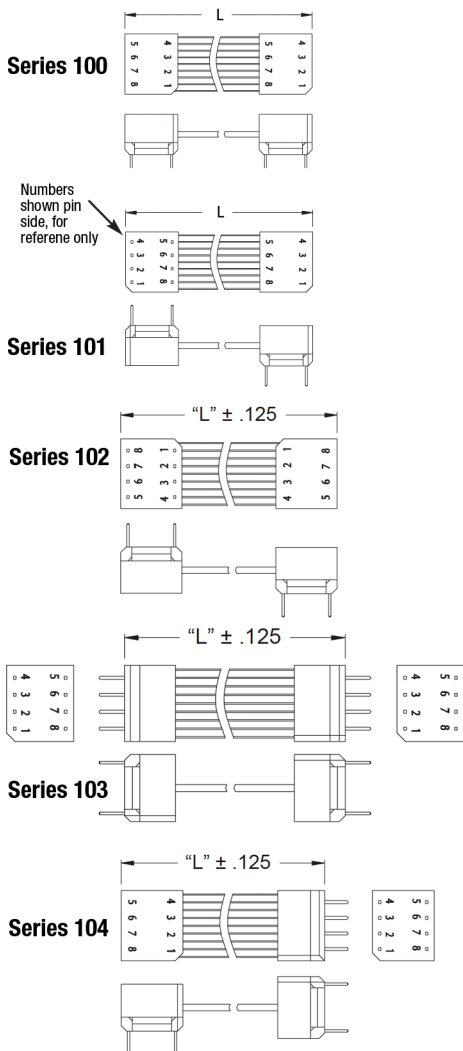 L
Series 100
5 4 5 4
6 3 6 3
7 2 7 2
8 1 8 1
Numbers
shown pin
side, for
referene only
L
4 5 5 4
3 6 6 3
2 7 7 2
1 8 8 1
Series 101
"L" ± .125
Series 102
8 1 1 8
7 2 2 7
6 3 3 6
5 4 4 5
"L" ± .125
4 5 4 5
3 6 3 6
2 7 2 7
1 8 1 8
Series 103
"L" ± .125
Series 104
5 4 4 5
6 3 3 6
7 2 2 7
8 1 1 8